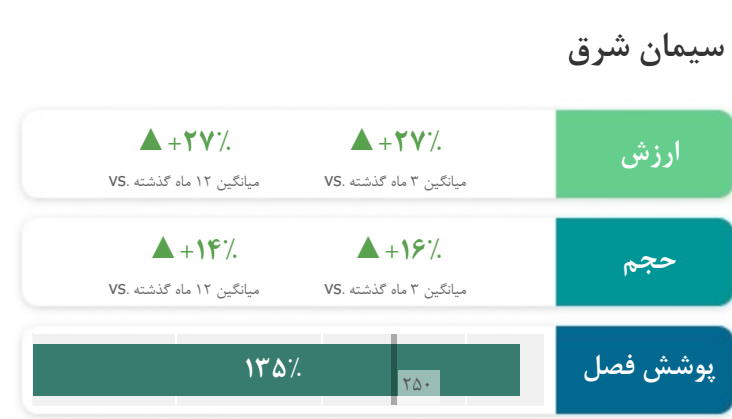 سیمان شرق
ارزش
+۲۷٪ ▲
میانگین ۳ ماه گذشته .VS
+۲۷٪ ▲
میانگین ۱۲ ماه گذشته .VS
حجم
+۱۶٪ ▲
میانگین ۳ ماه گذشته .VS
+۱۴٪ ▲
میانگین ۱۲ ماه گذشته .VS
پوشش فصل
۱۳۵٪
۲۵۰